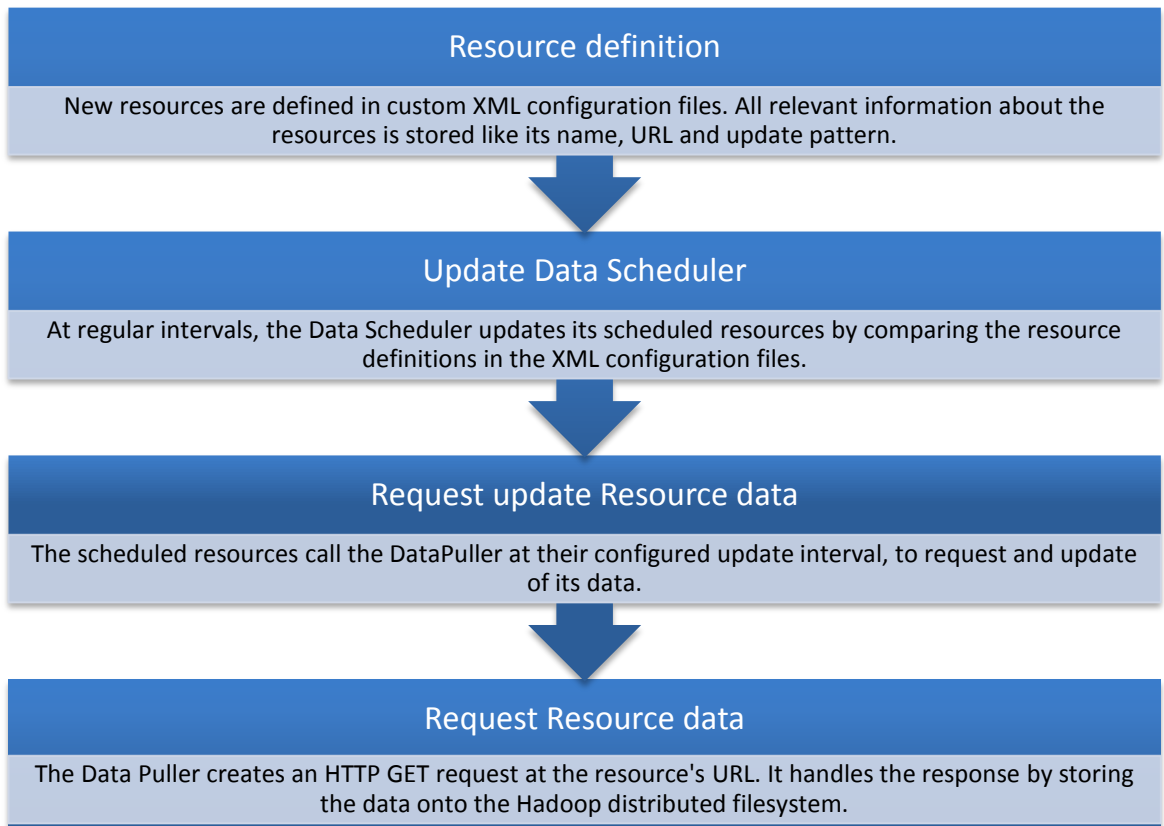 Resource definition
New resources are defined in custom XML configuration files. All relevant information about the
resources is stored like its name, URL and update pattern.
Update Data Scheduler
At regular intervals, the Data Scheduler updates its scheduled resources by comparing the resource
definitions in the XML configuration files.
Request update Resource data
The scheduled resources call the DataPuller at their configured update interval, to request and update
of its data.
Request Resource data
The Data Puller creates an HTTP GET request at the resource's URL. It handles the response by storing
the data onto the Hadoop distributed filesystem.